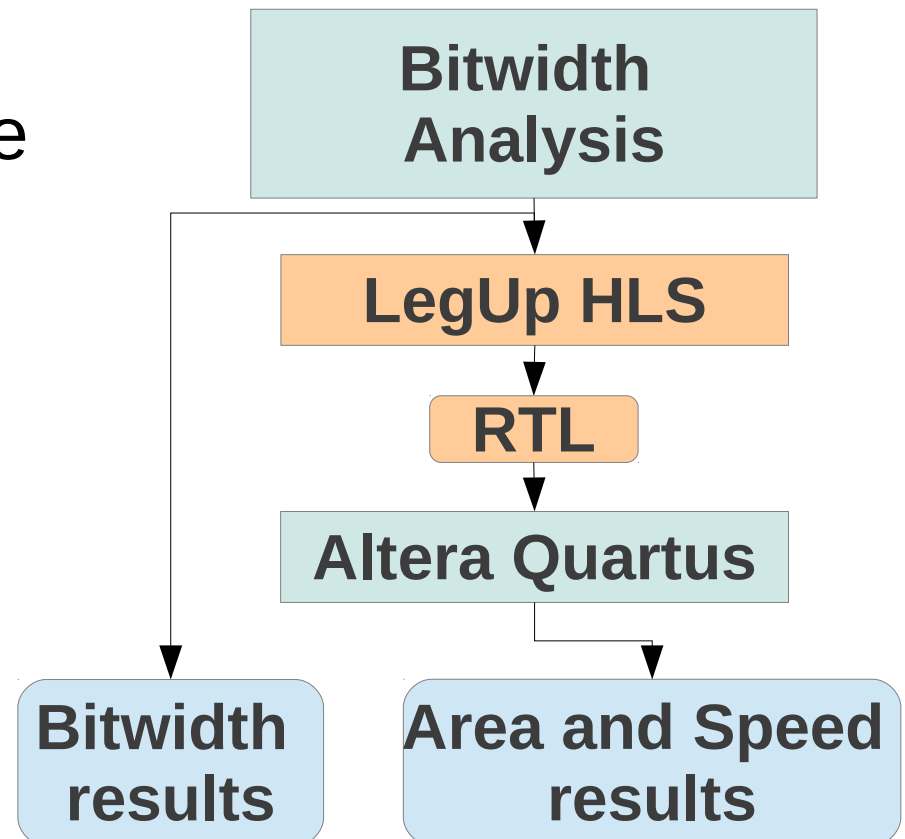 e
Bitwidth
Analysis
LegUp HLS
RTL
Altera Quartus
Bitwidth
results
Area and Speed
results